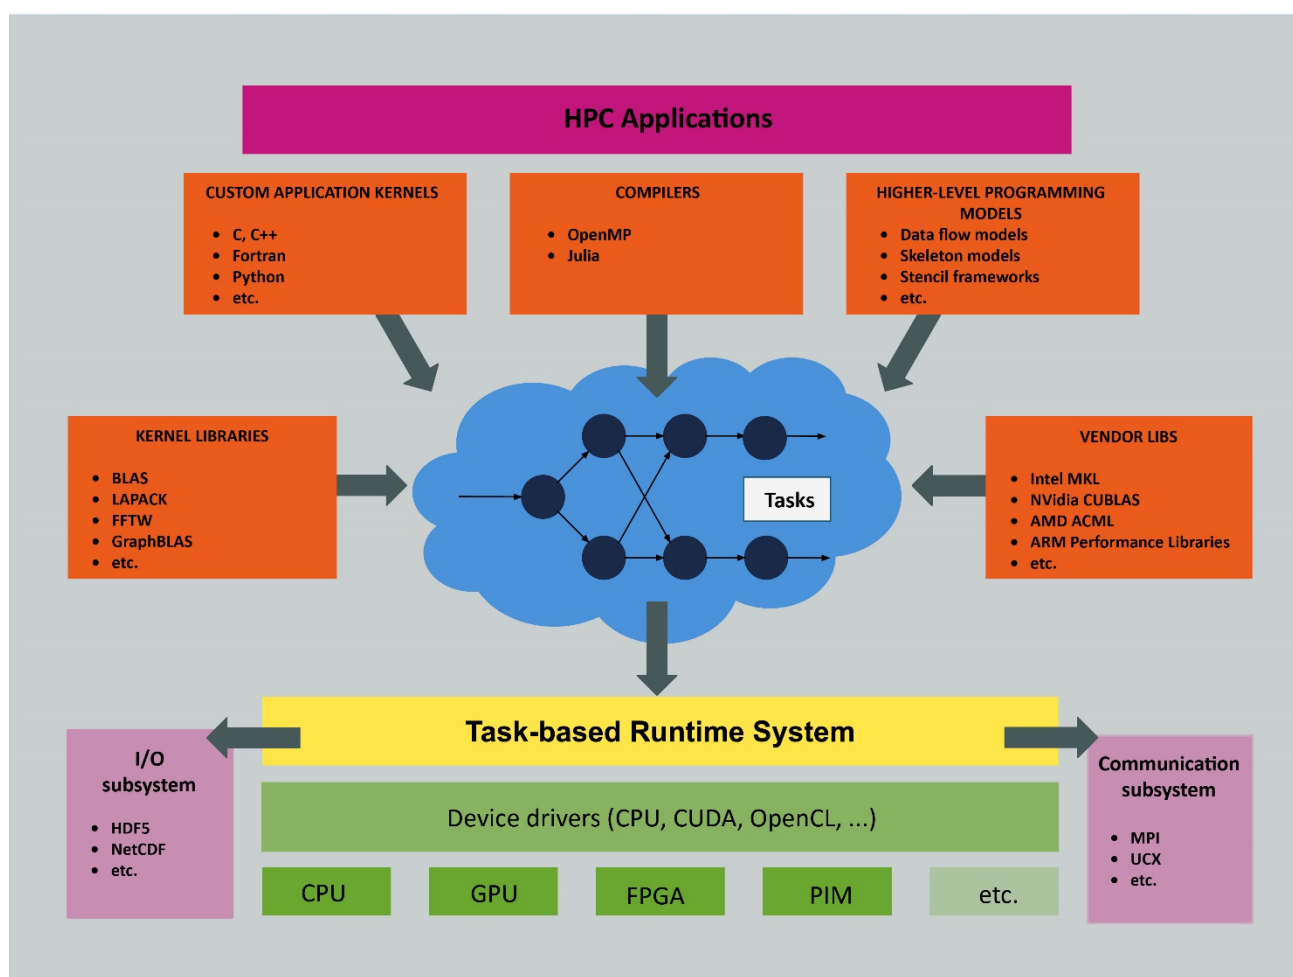 HPC Applications
CUSTOM APPLICATION KERNELS
• C, C++
• Fortran
• Python
• etc.
COMPILERS
• OpenMP
• Julia
HIGHER-LEVEL PROGRAMMING
MODELS
• Data flow models
• Skeleton models
• Stencil frameworks
• etc.
KERNEL LIBRARIES
• BLAS
• LAPACK
• FFTW
• GraphBLAS
• etc.
Tasks
VENDOR LIBS
• Intel MKL
• NVidia CUBLAS
• AMD ACML
• ARM Performance Libraries
• etc.
Task-based Runtime System
I/O
subsystem
• HDF5
• NetCDF
• etc.
Device drivers (CPU, CUDA, OpenCL, ...)
CPU
GPU
FPGA
PIM
etc.
Communication
subsystem
• MPI
• UCX
• etc.